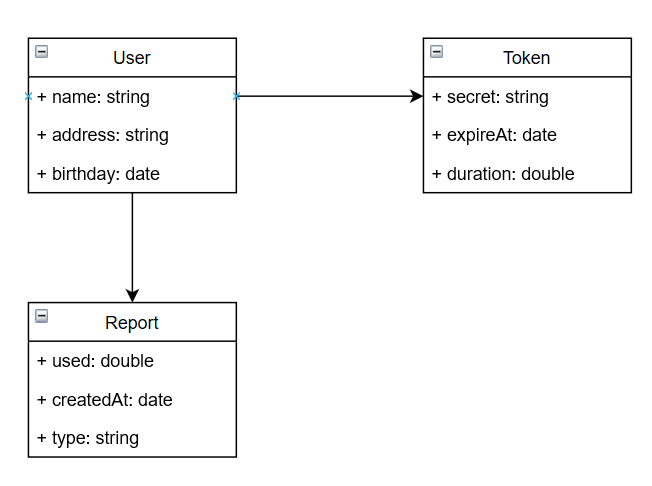 User
+ name: string
+ address: string
+ birthday: date
Token
+ secret: string
+ expireAt: date
+ duration: double
Report
+ used: double
+ createdAt: date
+ type: string